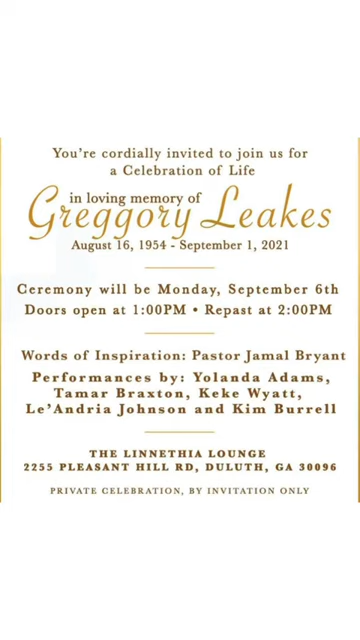 You're cordially invited to join us for
a Celebration of Life
in loving memory of
Greggory Leakes
August 16, 1954 - September 1, 2021
Ceremony will be Monday, September 6th
Doors open at 1:00PM • Repast at 2:00PM
Words of Inspiration: Pastor Jamal Bryant
Performances by: Yolanda Adams,
Tamar Braxton, Keke Wyatt,
Le'Andria Johnson and Kim Burrell
THE LINNETHIA LOUNGE
2255 PLEASANT HILL RD, DULUTH, GA 30096
PRIVATE CELEBRATION, BY INVITATION ONLY